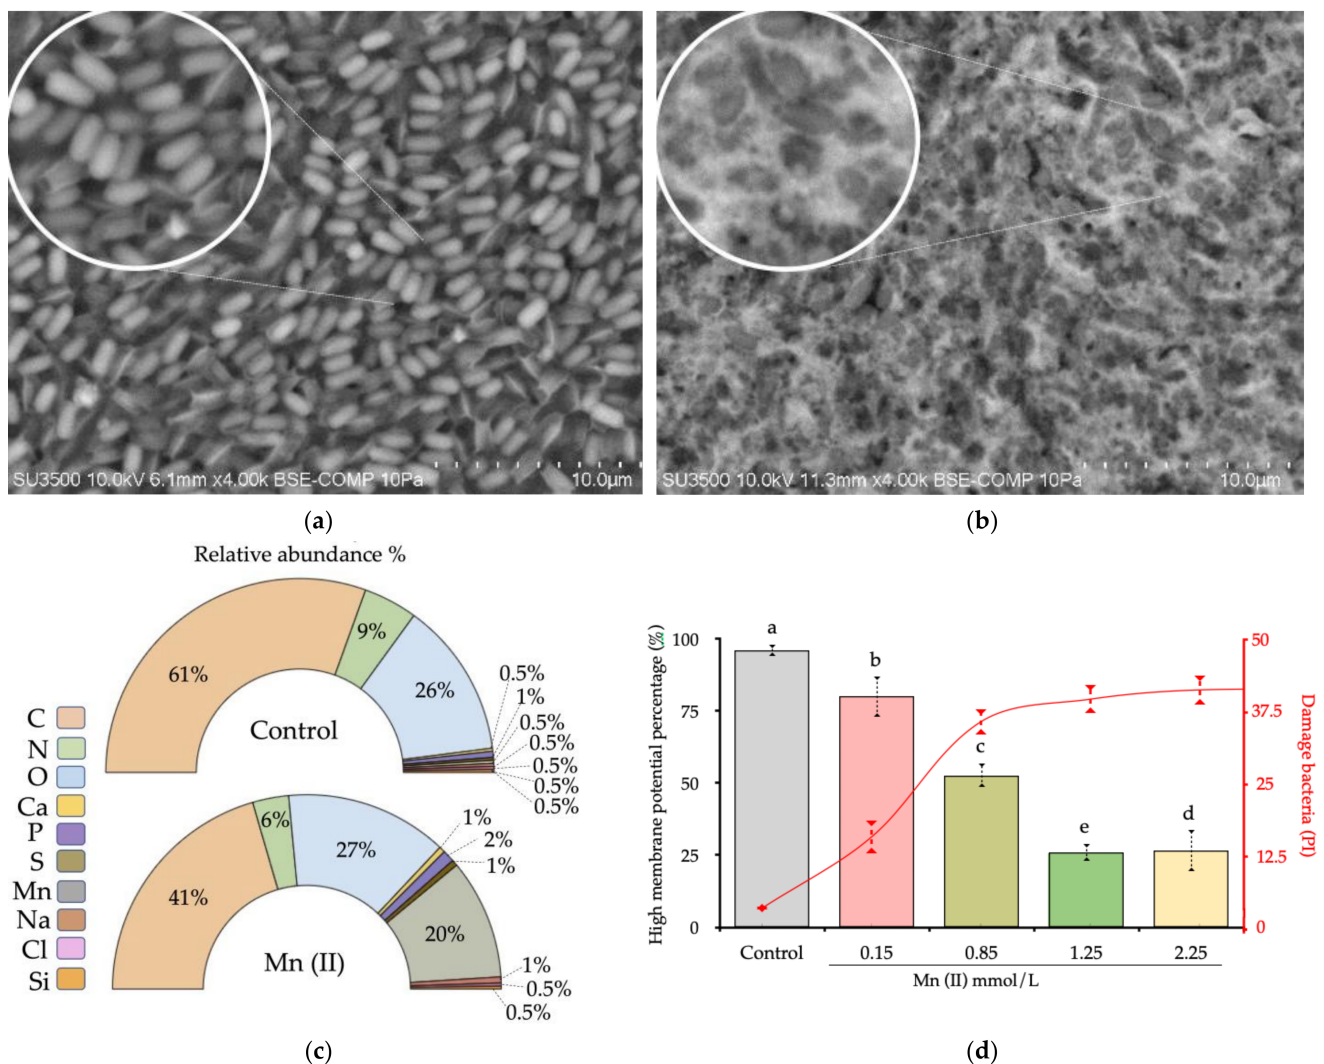 SU3500 10.0kV 6.1mm x4.00k BSE-COMP 10Pa 10.0µm
(a)
SU3500 10.0kV 11.3mm x4.00k BSE-COMP 10Pa 10.0µm
(b)
Relative abundance %
61%
9%
26%
0.5%
1%
0.5%
0.5%
0.5%
0.5%
0.5%
Control
C
N
O
Ca
P
S
Mn
Na
Cl
Si
41%
6%
27%
1%
2%
1%
20%
1%
0.5%
0.5%
Mn (II)
(c)
High membrane potential percentage (%)
100
75
50
25
0
a
b
c
e
d
50
37.5
25
12.5
0
Damage bacteria (PI)
Control 0.15 0.85 1.25 2.25
Mn (II) mmol/L
(d)